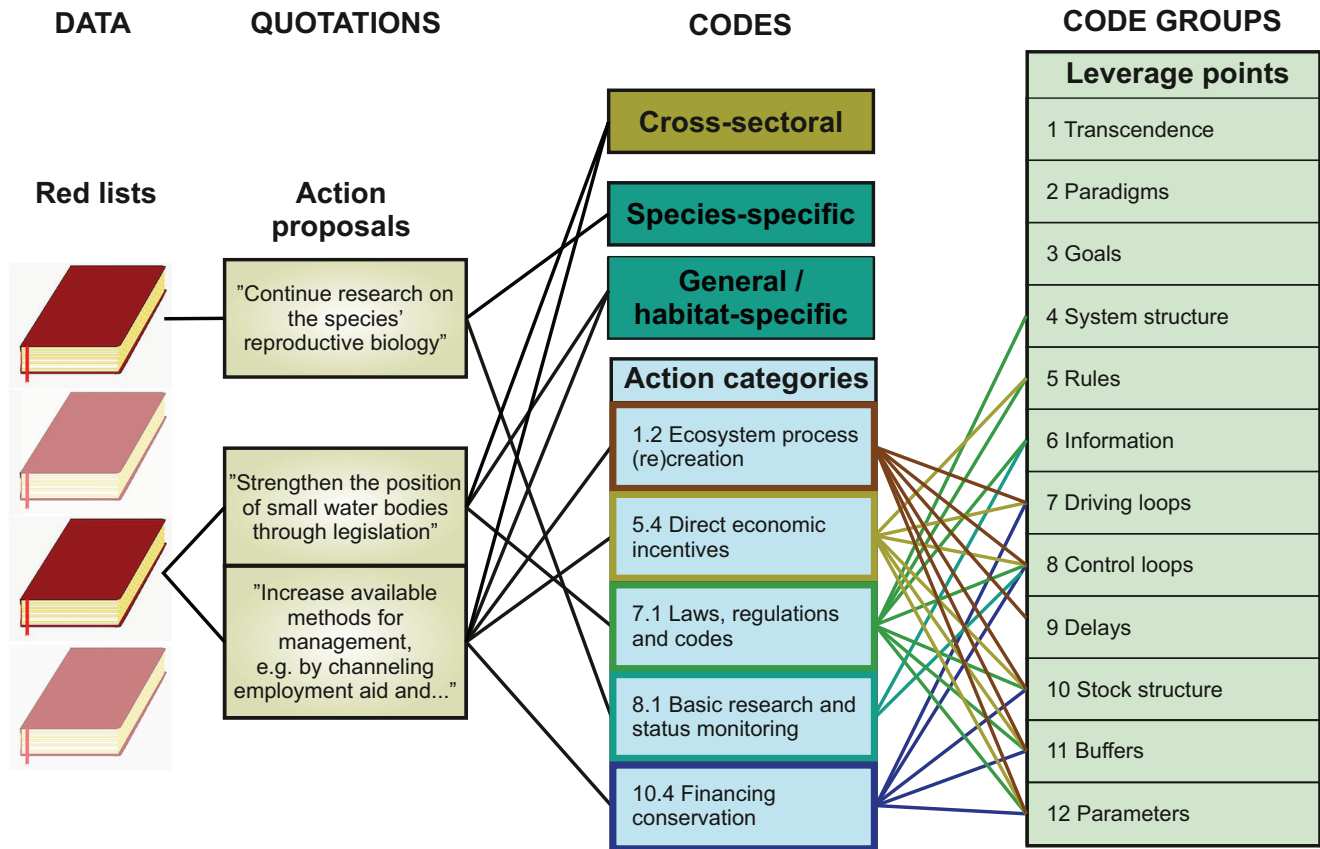 DATA
QUOTATIONS
CODES
CODE GROUPS
Red lists
Action
proposals
”Continue research on
the species’
reproductive biology”
”Strengthen the position
of small water bodies
through legislation”
”Increase available
methods for
management,
e.g. by channeling
employment aid and...”
Cross-sectoral
Species-specific
General /
habitat-specific
Action categories
1.2 Ecosystem process
(re)creation
5.4 Direct economic
incentives
7.1 Laws, regulations
and codes
8.1 Basic research and
status monitoring
10.4 Financing
conservation
Leverage points
1 Transcendence
2 Paradigms
3 Goals
4 System structure
5 Rules
6 Information
7 Driving loops
8 Control loops
9 Delays
10 Stock structure
11 Buffers
12 Parameters